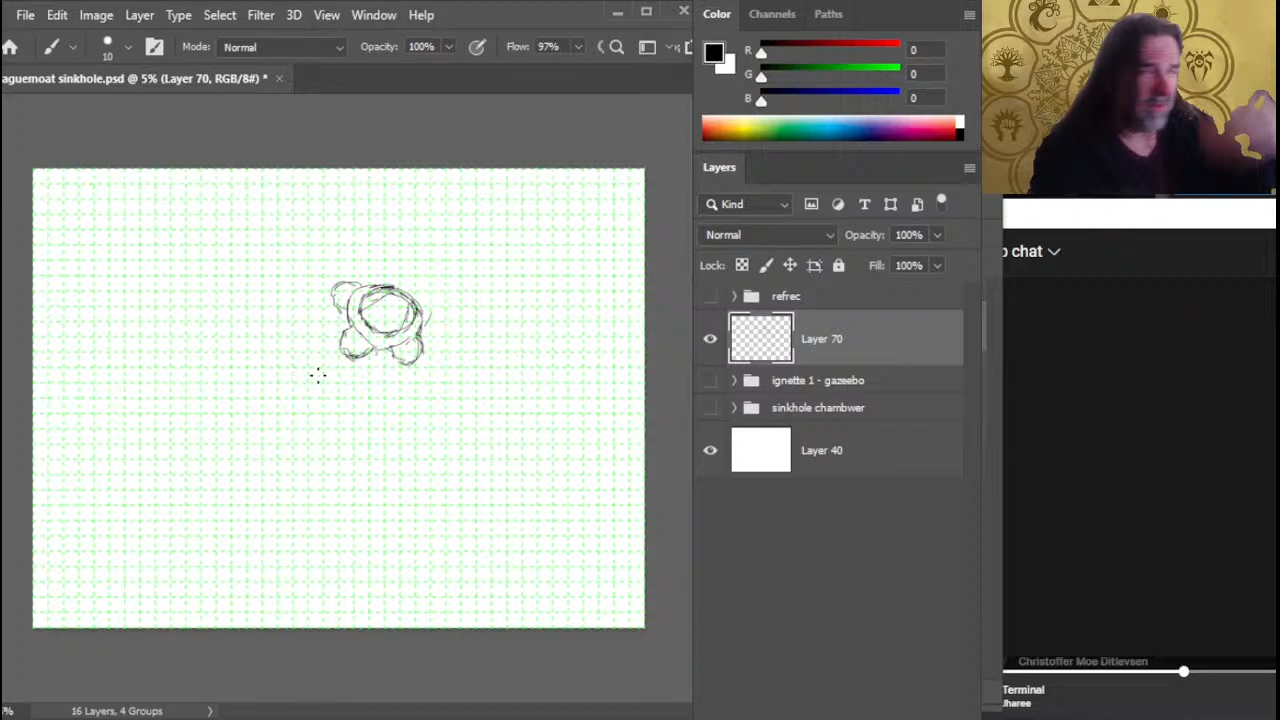 File Edit Image Layer Type Select Filter 3D View Window Help
10 Mode: Normal Opacity: 100% Flow: 97%
aguemoat sinkhole.psd @ 5% (Layer 70, RGB/8#) *
16 Layers, 4 Groups
Color Channels Paths
R 0
G 0
B 0
Layers
Kind
Normal Opacity: 100%
Lock: Fill: 100%
refrec
Layer 70
ignette 1 - gazeebo
sinkhole chambwer
Layer 40
chat
Christoffer Moe Ditlevsen
Terminal